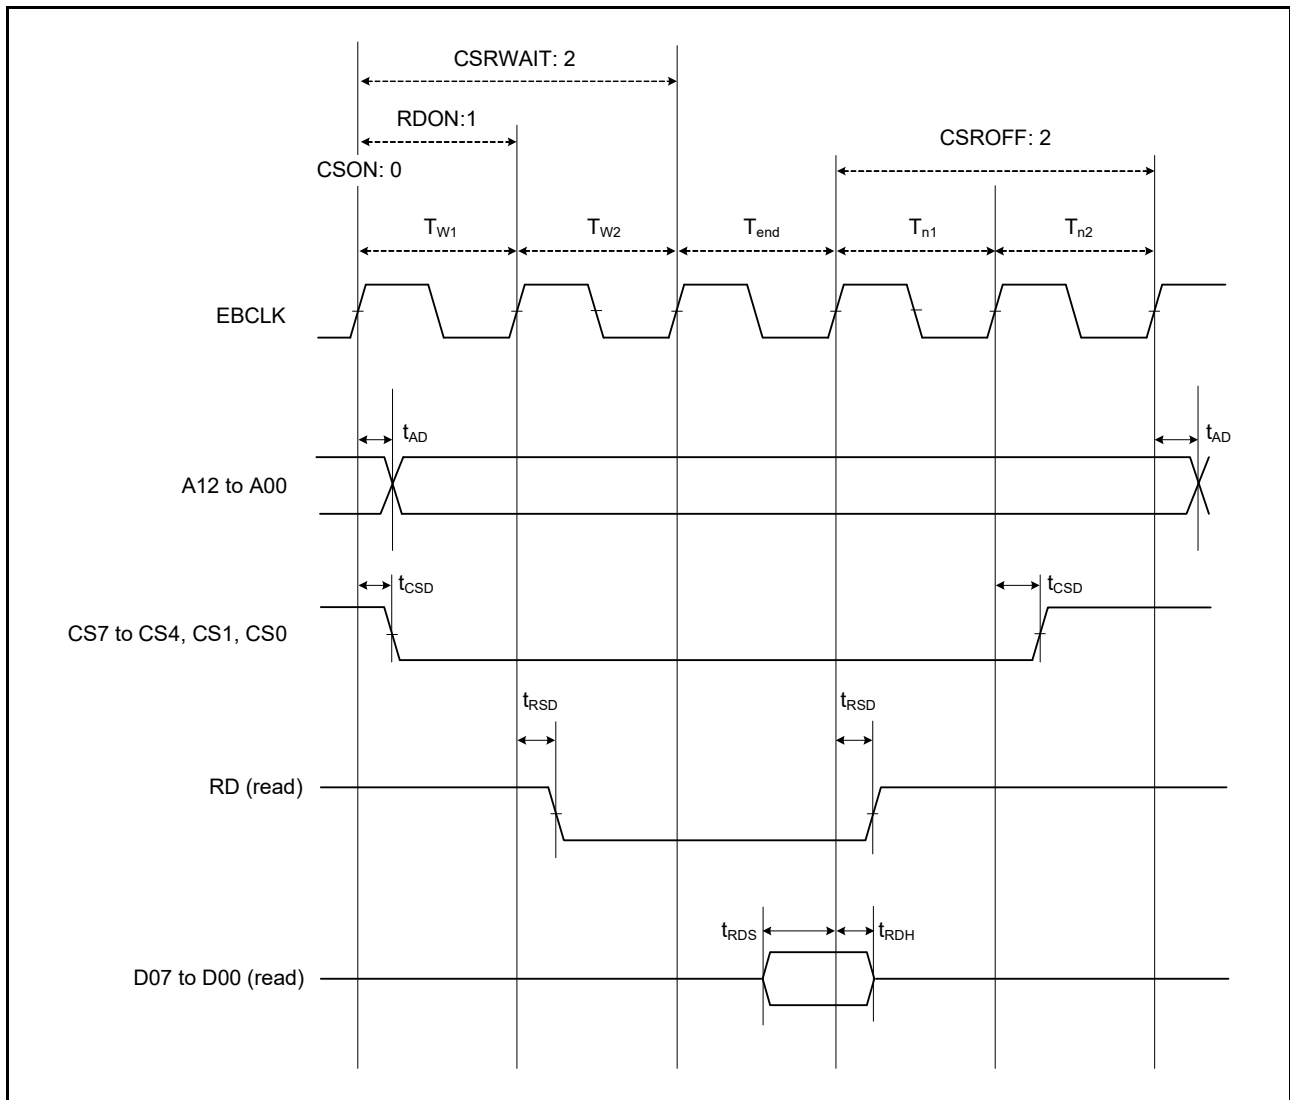 CSRWAIT: 2
RDON:1
CSROFF: 2
CSON: 0
TW1 TW2 Tend Tn1 Tn2
EBCLK
tAD tAD
A12 to A00
tCSD tCSD
CS7 to CS4, CS1, CS0
tRSD tRSD
RD (read)
tRDS tRDH
D07 to D00 (read)